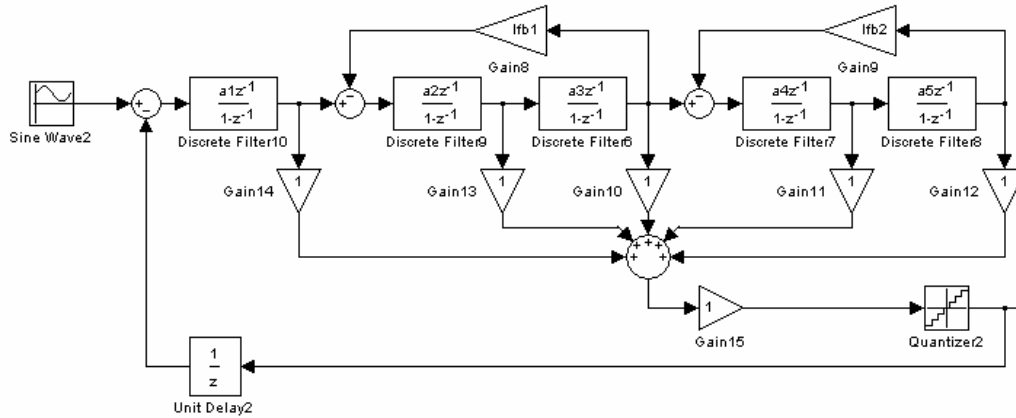 lfb1
Gain8
lfb2
Gain9
Sine Wave2
+
−
a1z⁻¹
1-z⁻¹
Discrete Filter10
+
−
a2z⁻¹
1-z⁻¹
Discrete Filter9
a3z⁻¹
1-z⁻¹
Discrete Filter6
+
−
a4z⁻¹
1-z⁻¹
Discrete Filter7
a5z⁻¹
1-z⁻¹
Discrete Filter8
1
Gain14
1
Gain13
1
Gain10
1
Gain11
1
Gain12
+ + + + +
1
Gain15
Quantizer2
1
z
Unit Delay2